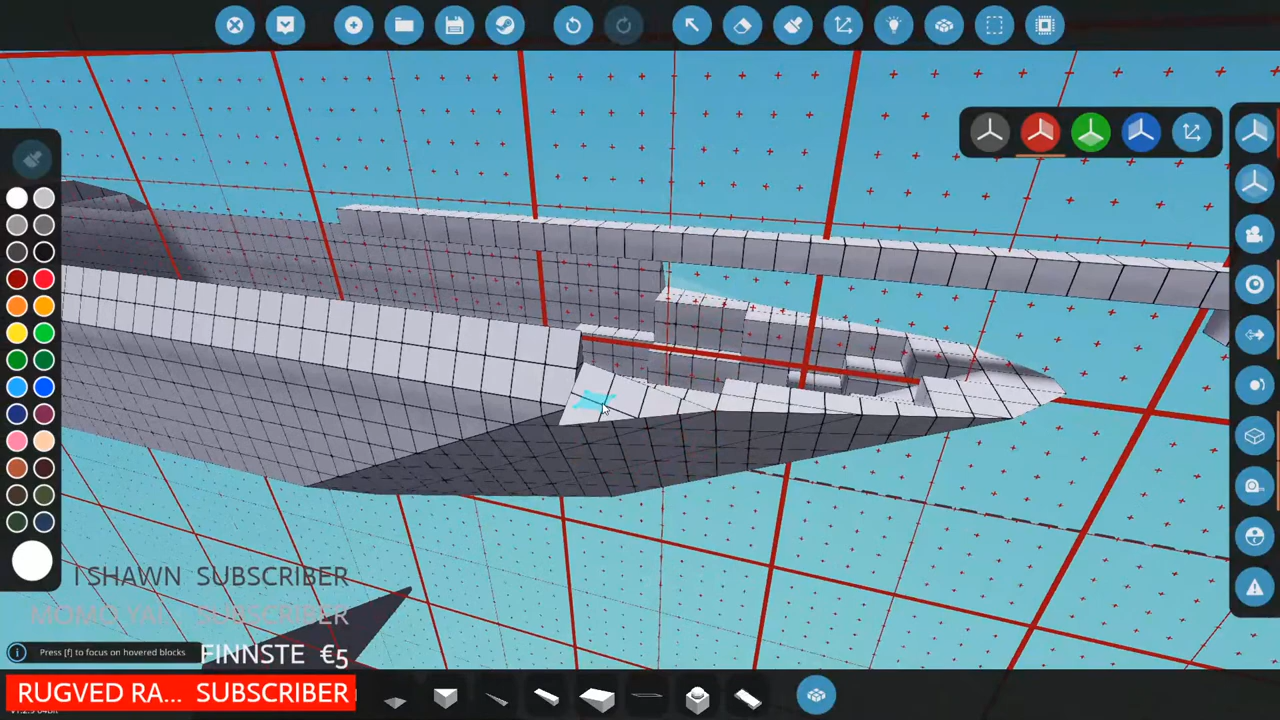 I SHAWN SUBSCRIBER
MOMO YAI... SUBSCRIBER
Press [f] to focus on hovered blocks
FINNSTE €5
RUGVED RA... SUBSCRIBER